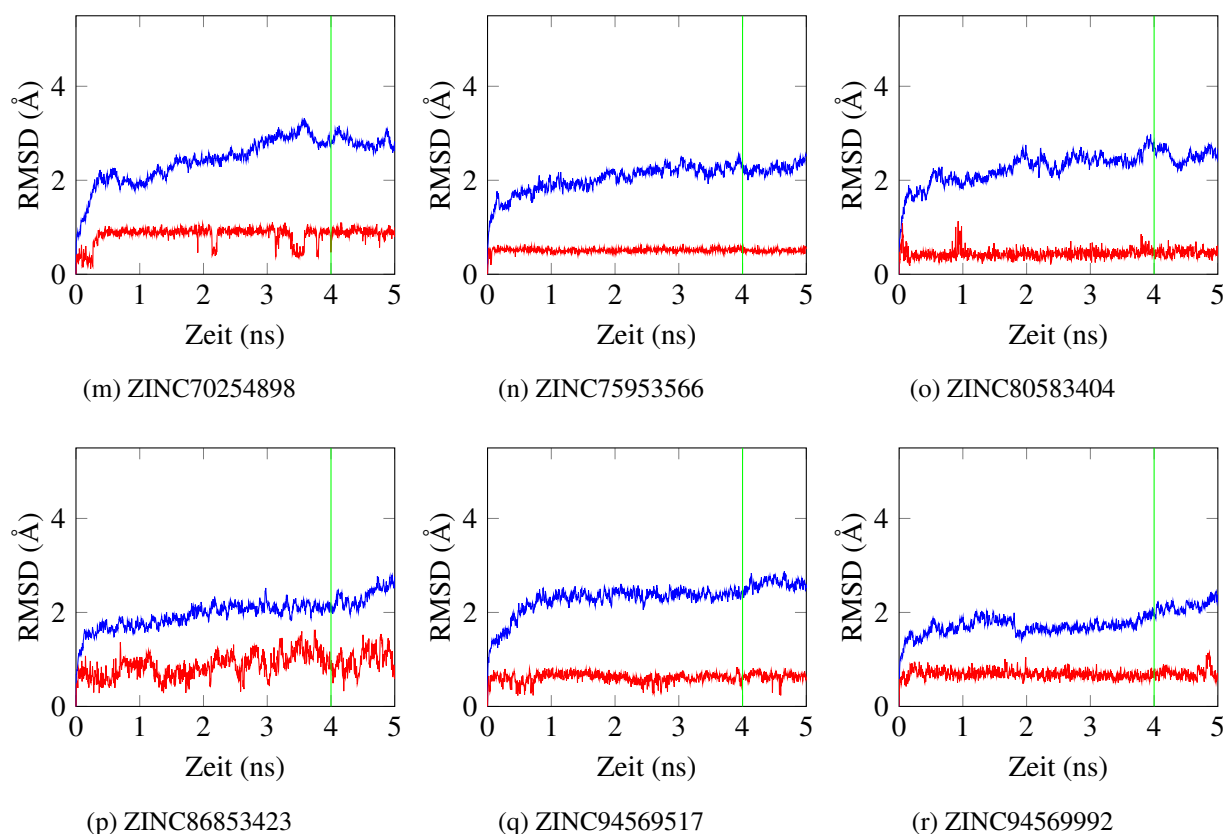 4
2
0
RMSD (Å)
0 1 2 3 4 5
Zeit (ns)
(m) ZINC70254898
4
2
0
RMSD (Å)
0 1 2 3 4 5
Zeit (ns)
(n) ZINC75953566
4
2
0
RMSD (Å)
0 1 2 3 4 5
Zeit (ns)
(o) ZINC80583404
4
2
0
RMSD (Å)
0 1 2 3 4 5
Zeit (ns)
(p) ZINC86853423
4
2
0
RMSD (Å)
0 1 2 3 4 5
Zeit (ns)
(q) ZINC94569517
4
2
0
RMSD (Å)
0 1 2 3 4 5
Zeit (ns)
(r) ZINC94569992